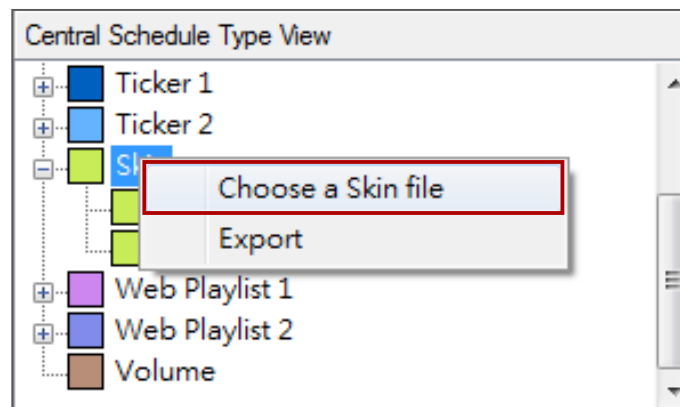 Central Schedule Type View
Ticker 1
Ticker 2
Skin
Choose a Skin file
Export
Web Playlist 1
Web Playlist 2
Volume